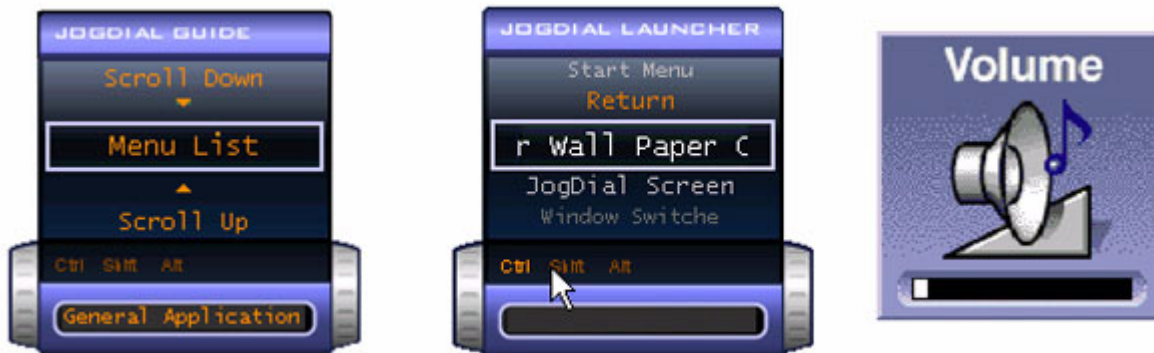 JOGDIAL GUIDE
Scroll Down
Menu List
Scroll Up
Ctrl Shift Alt
General Application
JOGDIAL LAUNCHER
Start Menu
Return
r Wall Paper C
JogDial Screen
Window Switche
Ctrl Shift Alt
Volume